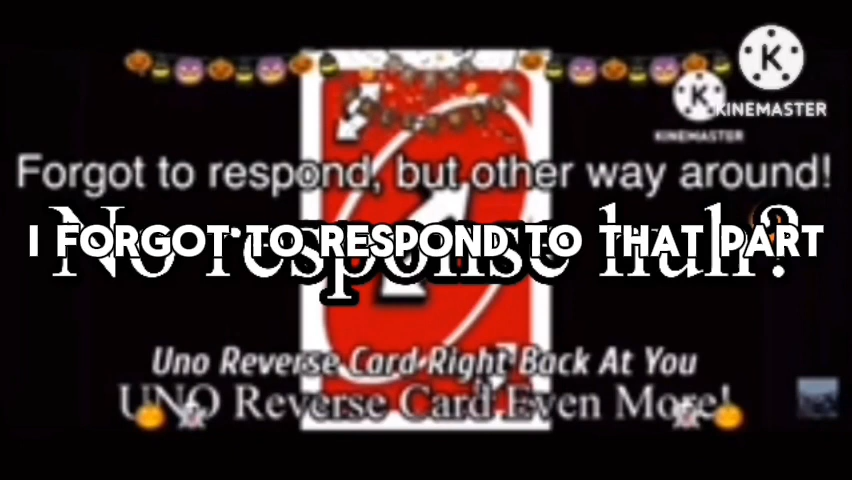 KINEMASTER
KINEMASTER
Forgot to respond, but other way around!
I FORGOT TO RESPOND TO THAT PART
No response huh?
Uno Reverse Card Right Back At You
UNO Reverse Card Even More!